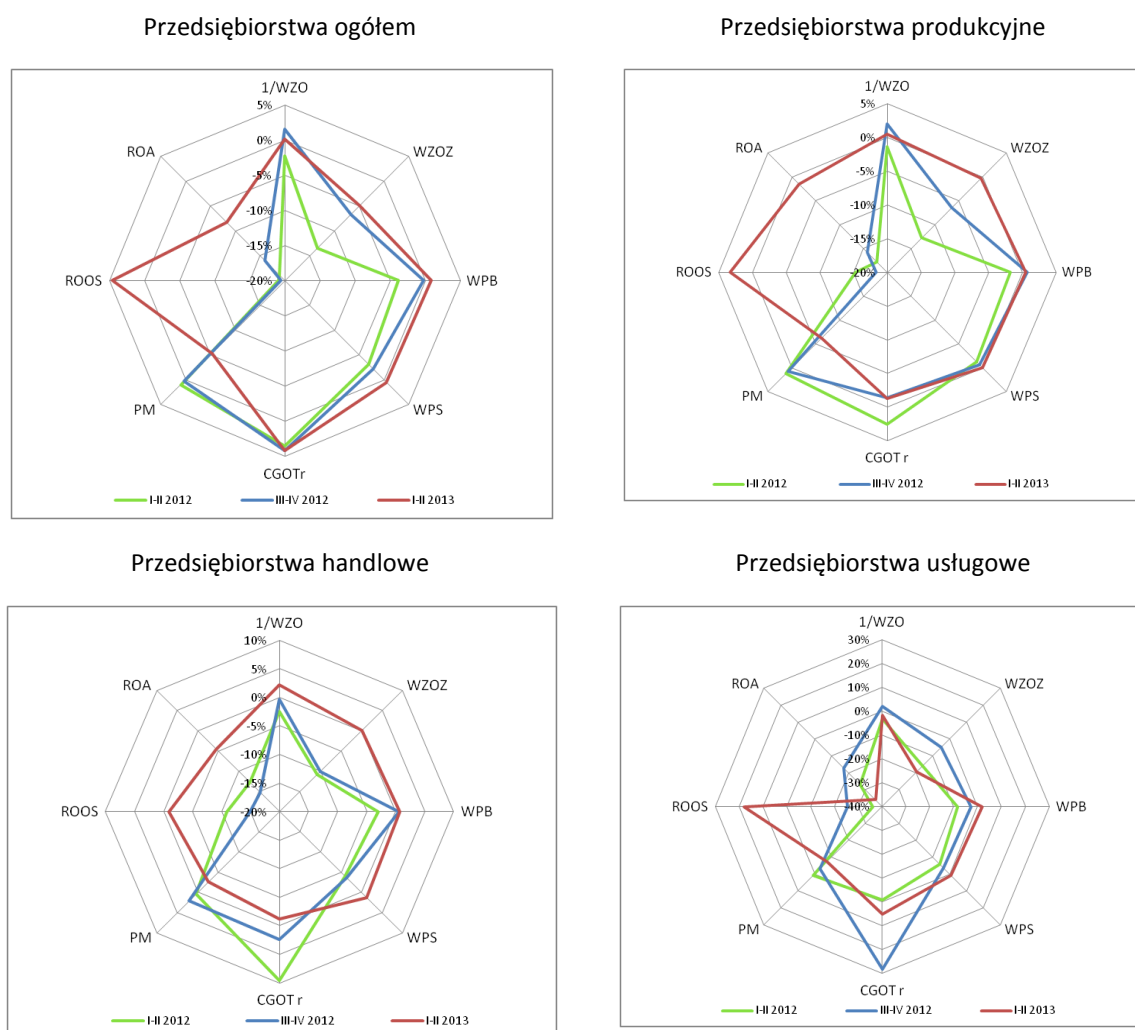 Przedsiębiorstwa ogółem
1/WZO
5%
0%
-5%
-10%
-15%
-20%
WZOZ
WPB
WPS
CGOTr
PM
ROOS
ROA
I-II 2012
III-IV 2012
I-II 2013
Przedsiębiorstwa produkcyjne
1/WZO
5%
0%
-5%
-10%
-15%
-20%
WZOZ
WPB
WPS
CGOT r
PM
ROOS
ROA
I-II 2012
III-IV 2012
I-II 2013
Przedsiębiorstwa handlowe
1/WZO
10%
5%
0%
-5%
-10%
-15%
-20%
WZOZ
WPB
WPS
CGOT r
PM
ROOS
ROA
I-II 2012
III-IV 2012
I-II 2013
Przedsiębiorstwa usługowe
1/WZO
30%
20%
10%
0%
-10%
-20%
-30%
-40%
WZOZ
WPB
WPS
CGOT r
PM
ROOS
ROA
I-II 2012
III-IV 2012
I-II 2013